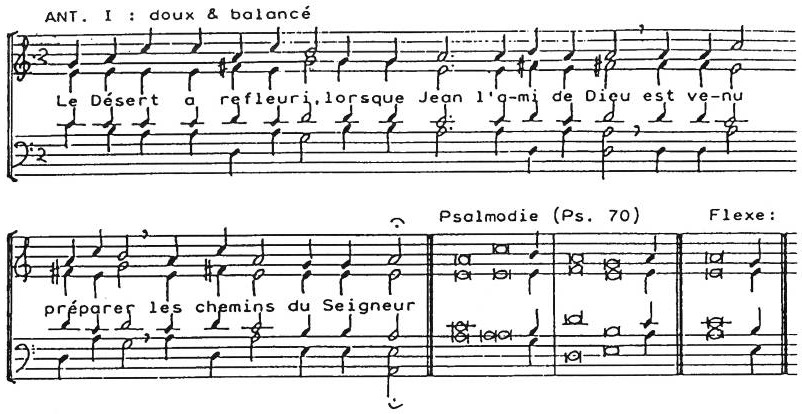 ANT. I : doux & balancé
Le Désert a refleuri, lorsque Jean l'a-mi de Dieu est ve-nu
Psalmodie (Ps. 70) Flexe:
préparer les chemins du Seigneur